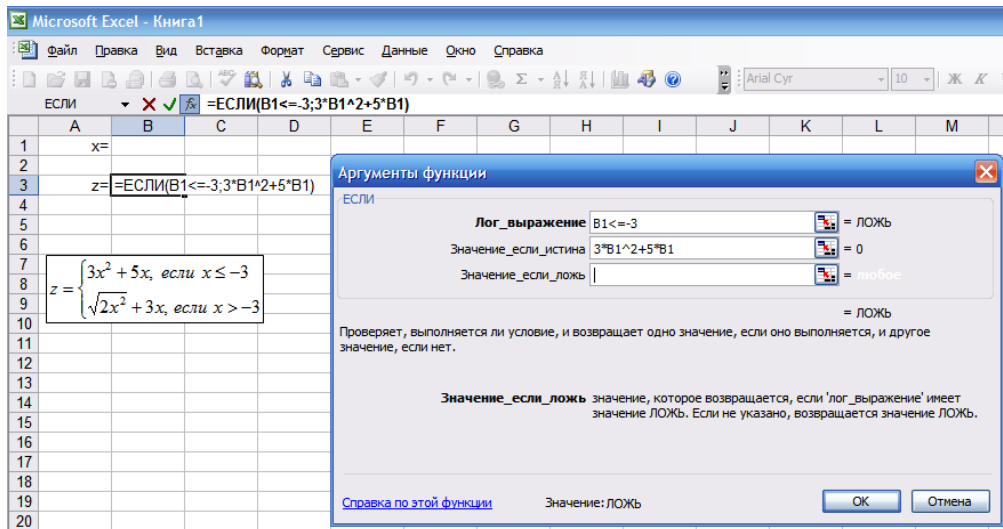 Microsoft Excel - Книга1
Файл Правка Вид Вставка Формат Сервис Данные Окно Справка
Arial Cyr 10 Ж К
ЕСЛИ fx =ЕСЛИ(B1<=-3;3*B1^2+5*B1)
A B C D E F G H I J K L M
1 x=
2
3 z= =ЕСЛИ(B1<=-3;3*B1^2+5*B1)
4
5
6
7
8
9
10
11
12
13
14
15
16
17
18
19
20
z = { 3x² + 5x, если x ≤ −3
√2x² + 3x, если x > −3
Аргументы функции
ЕСЛИ
Лог_выражение B1<=-3 = ЛОЖЬ
Значение_если_истина 3*B1^2+5*B1 = 0
Значение_если_ложь = любое
= ЛОЖЬ
Проверяет, выполняется ли условие, и возвращает одно значение, если оно выполняется, и другое
значение, если нет.
Значение_если_ложь значение, которое возвращается, если 'лог_выражение' имеет
значение ЛОЖЬ. Если не указано, возвращается значение ЛОЖЬ.
Справка по этой функции Значение:ЛОЖЬ OK Отмена